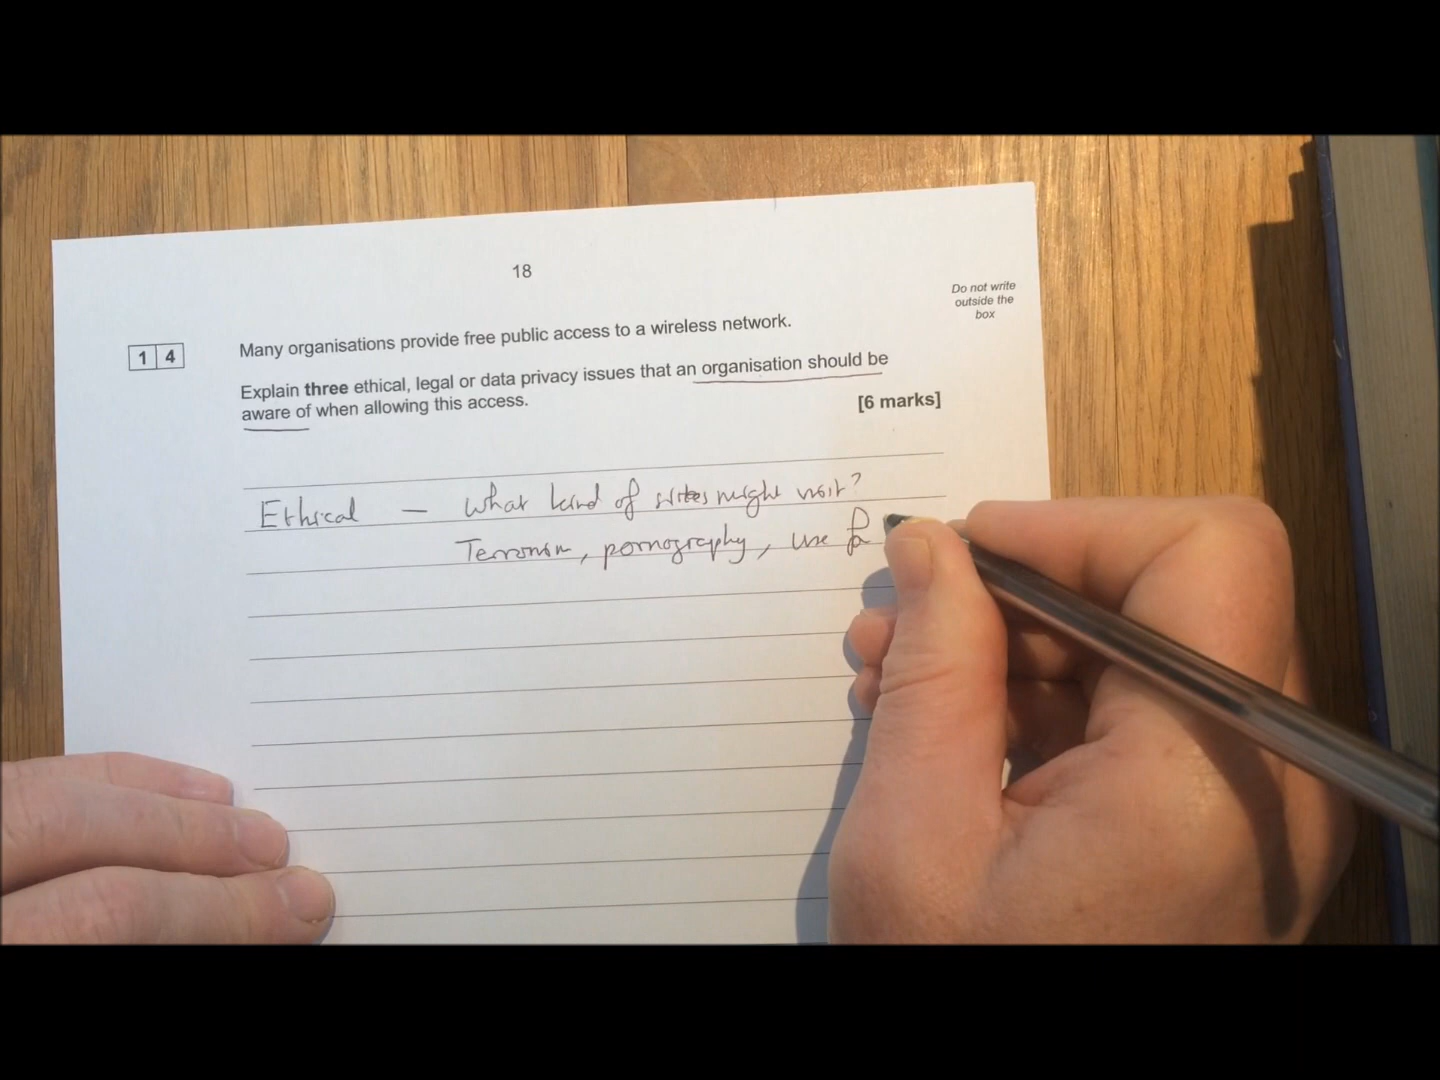 18
Do not write
outside the
box
1 4
Many organisations provide free public access to a wireless network.
Explain three ethical, legal or data privacy issues that an organisation should be
aware of when allowing this access.
[6 marks]
Ethical — What kind of sites might visit?
Terrorism, pornography, use for